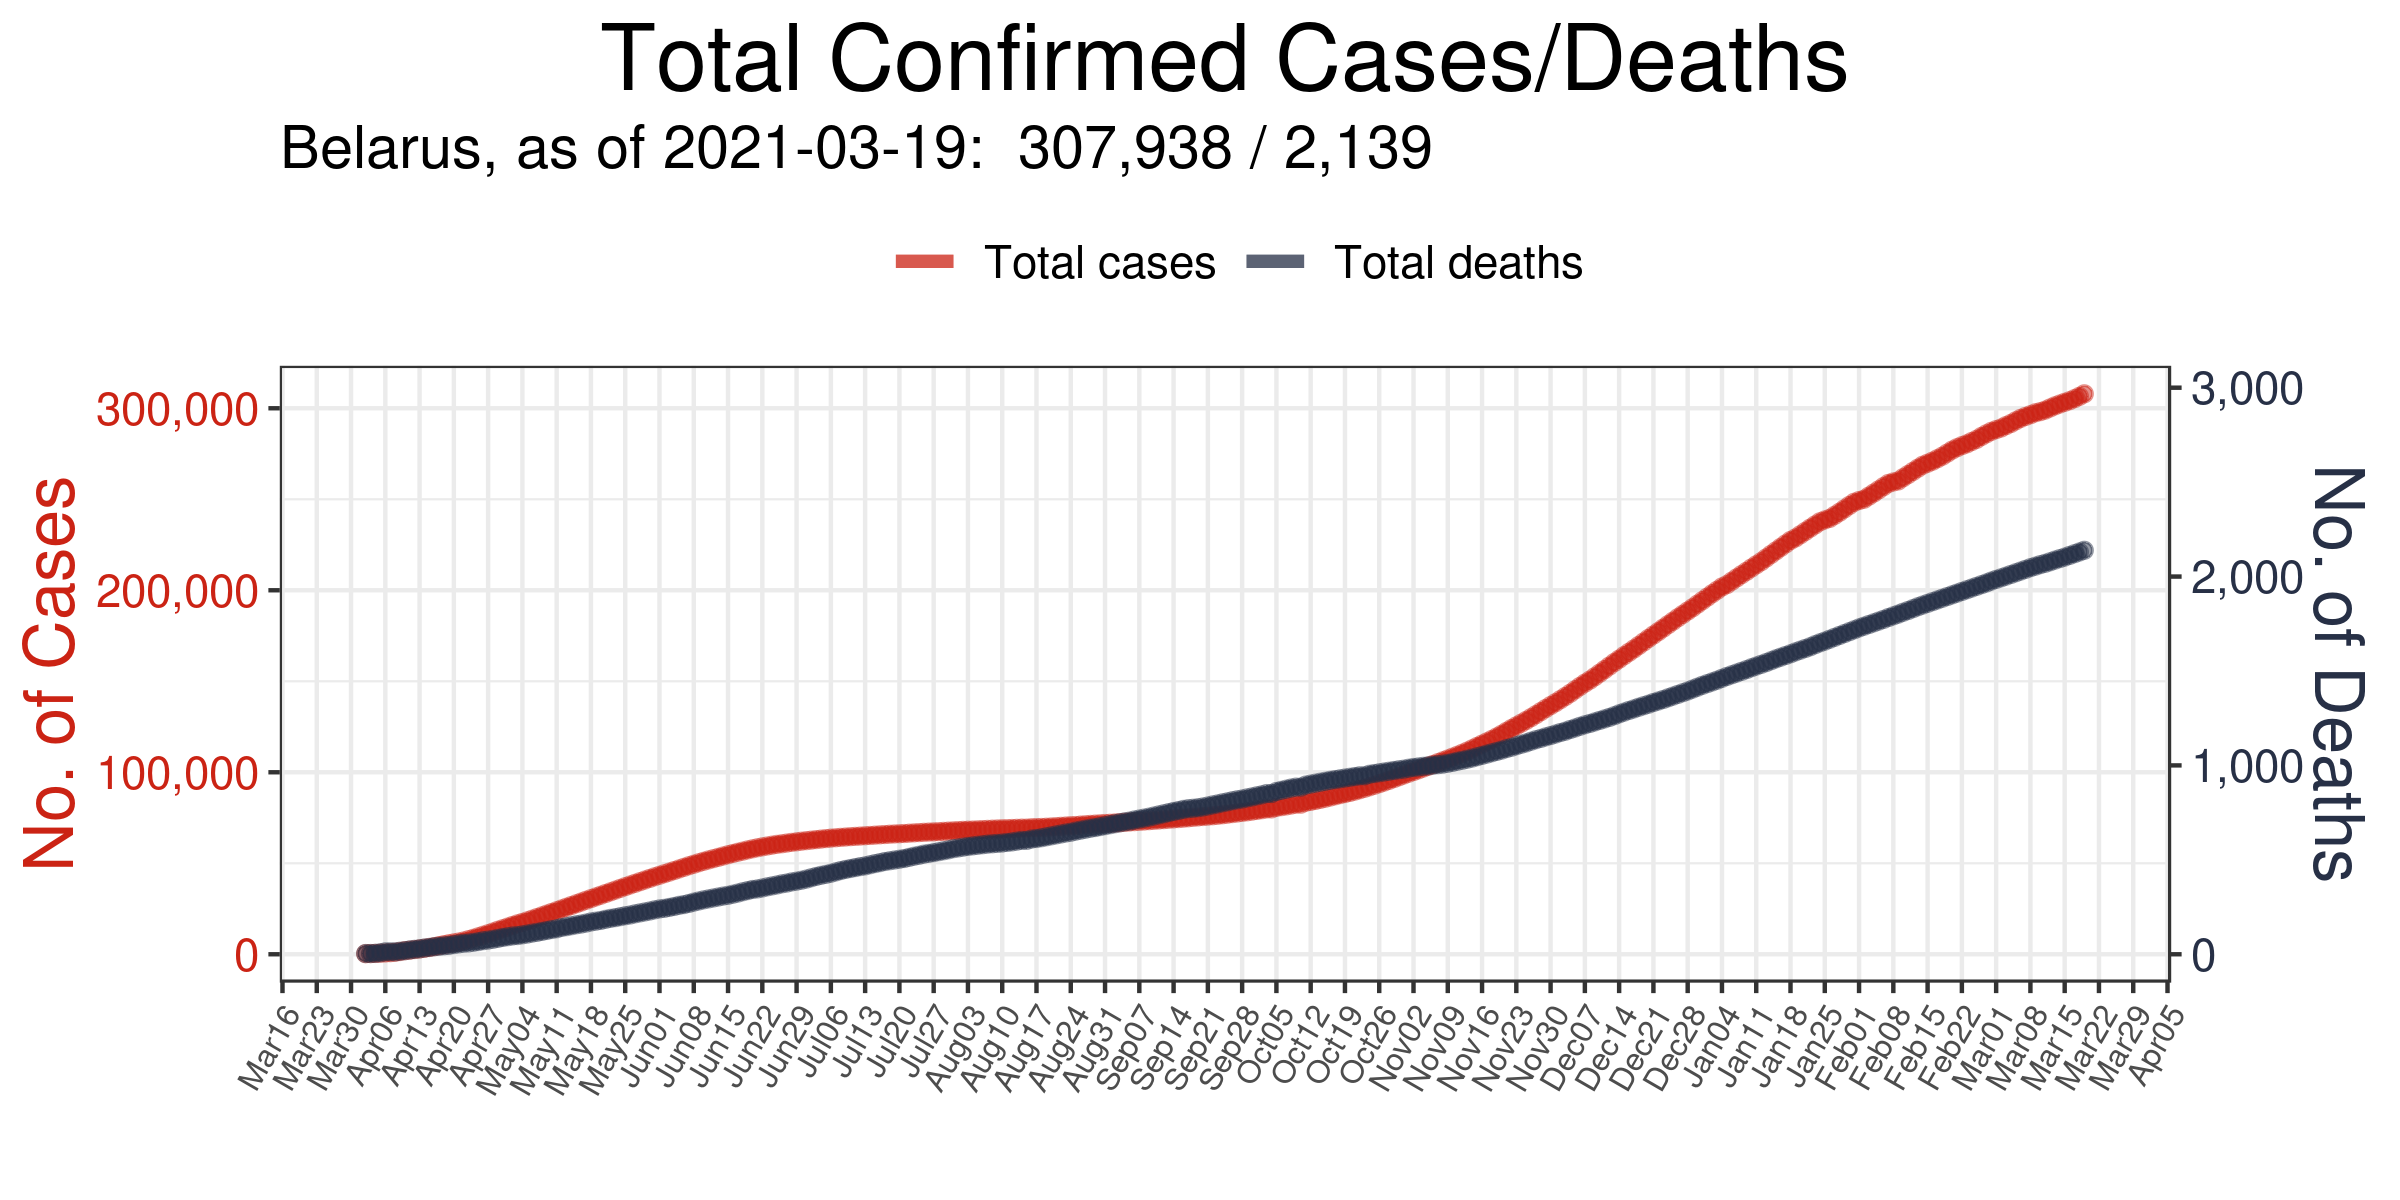 Total Confirmed Cases/Deaths
Belarus, as of 2021-03-19:  307,938 / 2,139
Total cases
Total deaths
No. of Cases
300,000
200,000
100,000
0
3,000
2,000
1,000
0
No. of Deaths
Mar16
Mar23
Mar30
Apr06
Apr13
Apr20
Apr27
May04
May11
May18
May25
Jun01
Jun08
Jun15
Jun22
Jun29
Jul06
Jul13
Jul20
Jul27
Aug03
Aug10
Aug17
Aug24
Aug31
Sep07
Sep14
Sep21
Sep28
Oct05
Oct12
Oct19
Oct26
Nov02
Nov09
Nov16
Nov23
Nov30
Dec07
Dec14
Dec21
Dec28
Jan04
Jan11
Jan18
Jan25
Feb01
Feb08
Feb15
Feb22
Mar01
Mar08
Mar15
Mar22
Mar29
Apr05